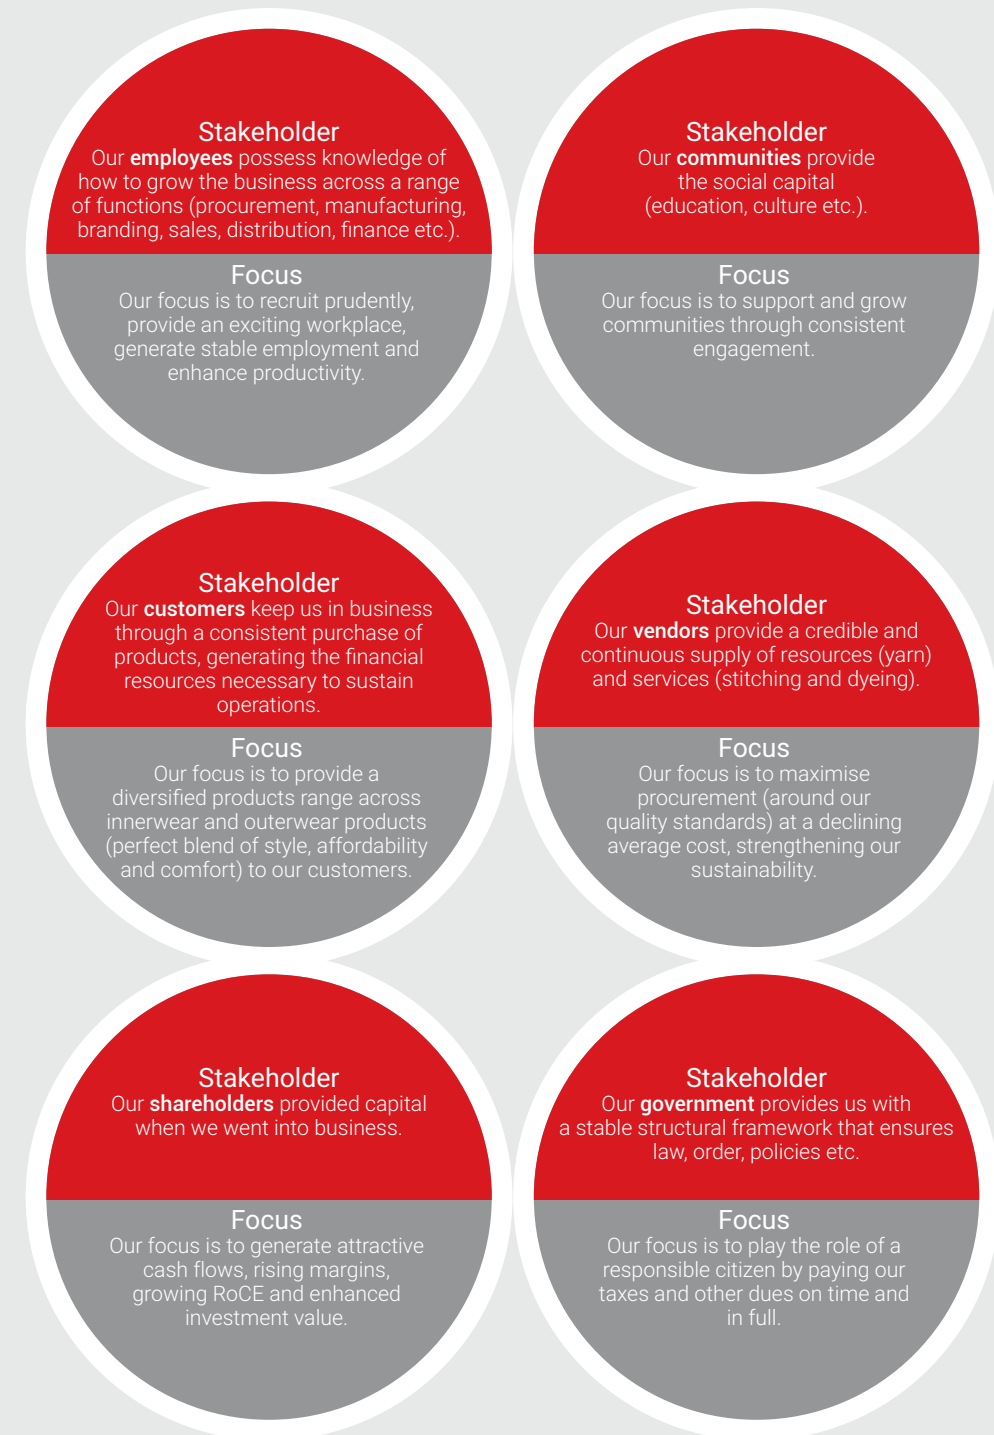 Stakeholder
Our employees possess knowledge of
how to grow the business across a range
of functions (procurement, manufacturing,
branding, sales, distribution, finance etc.).
Focus
Our focus is to recruit prudently,
provide an exciting workplace,
generate stable employment and
enhance productivity.
Stakeholder
Our communities provide
the social capital
(education, culture etc.).
Focus
Our focus is to support and grow
communities through consistent
engagement.
Stakeholder
Our customers keep us in business
through a consistent purchase of
products, generating the financial
resources necessary to sustain
operations.
Focus
Our focus is to provide a
diversified products range across
innerwear and outerwear products
(perfect blend of style, affordability
and comfort) to our customers.
Stakeholder
Our vendors provide a credible and
continuous supply of resources (yarn)
and services (stitching and dyeing).
Focus
Our focus is to maximise
procurement (around our
quality standards) at a declining
average cost, strengthening our
sustainability.
Stakeholder
Our shareholders provided capital
when we went into business.
Focus
Our focus is to generate attractive
cash flows, rising margins,
growing RoCE and enhanced
investment value.
Stakeholder
Our government provides us with
a stable structural framework that ensures
law, order, policies etc.
Focus
Our focus is to play the role of a
responsible citizen by paying our
taxes and other dues on time and
in full.